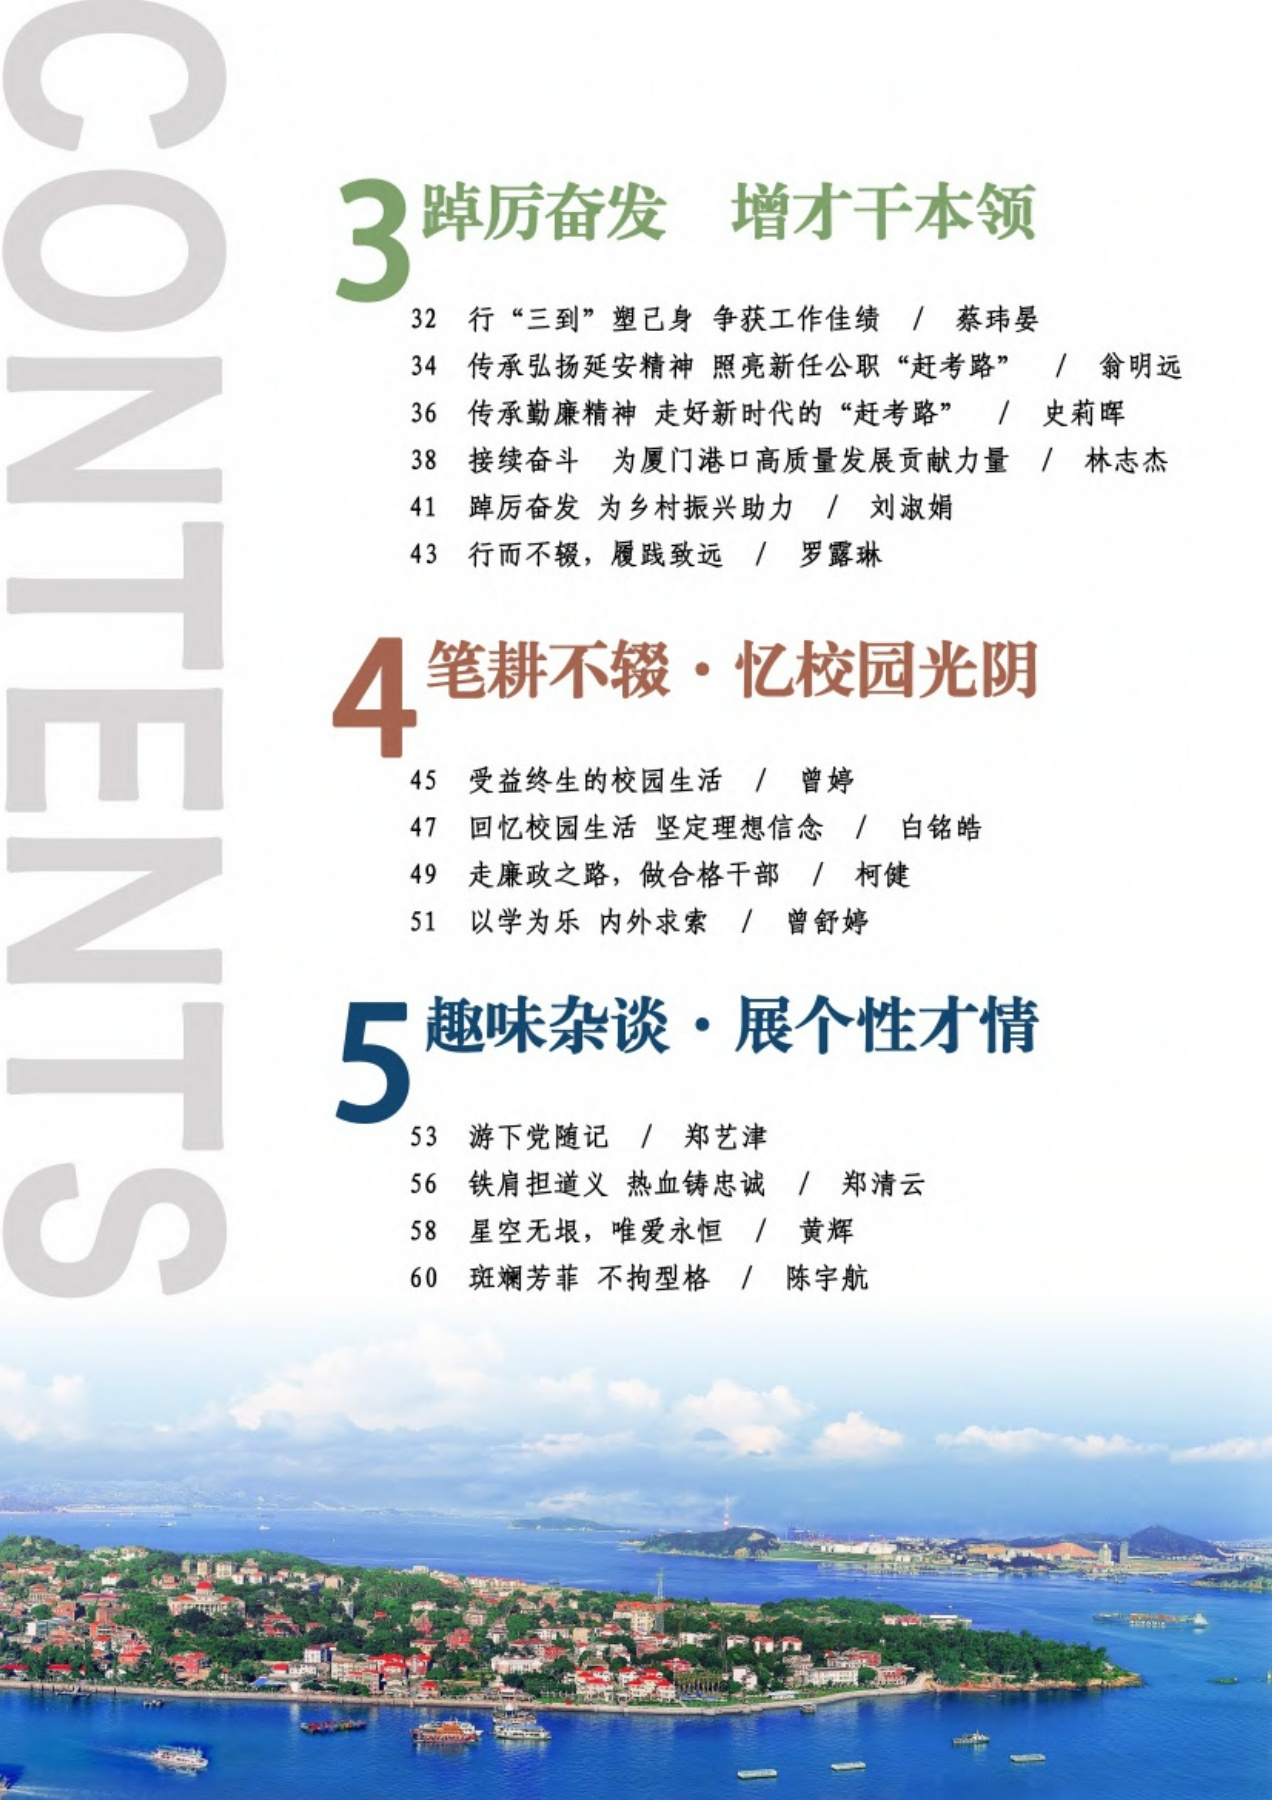 CONTENTS
3 踔厉奋发 增才干本领
32 行“三到”塑己身 争获工作佳绩 / 蔡玮晏
34 传承弘扬延安精神 照亮新任公职“赶考路” / 翁明远
36 传承勤廉精神 走好新时代的“赶考路” / 史莉晖
38 接续奋斗 为厦门港口高质量发展贡献力量 / 林志杰
41 踔厉奋发 为乡村振兴助力 / 刘淑娟
43 行而不辍，履践致远 / 罗露琳
4 笔耕不辍·忆校园光阴
45 受益终生的校园生活 / 曾婷
47 回忆校园生活 坚定理想信念 / 白铭皓
49 走廉政之路，做合格干部 / 柯健
51 以学为乐 内外求索 / 曾舒婷
5 趣味杂谈·展个性才情
53 游下党随记 / 郑艺津
56 铁肩担道义 热血铸忠诚 / 郑清云
58 星空无垠，唯爱永恒 / 黄辉
60 斑斓芳菲 不拘型格 / 陈宇航